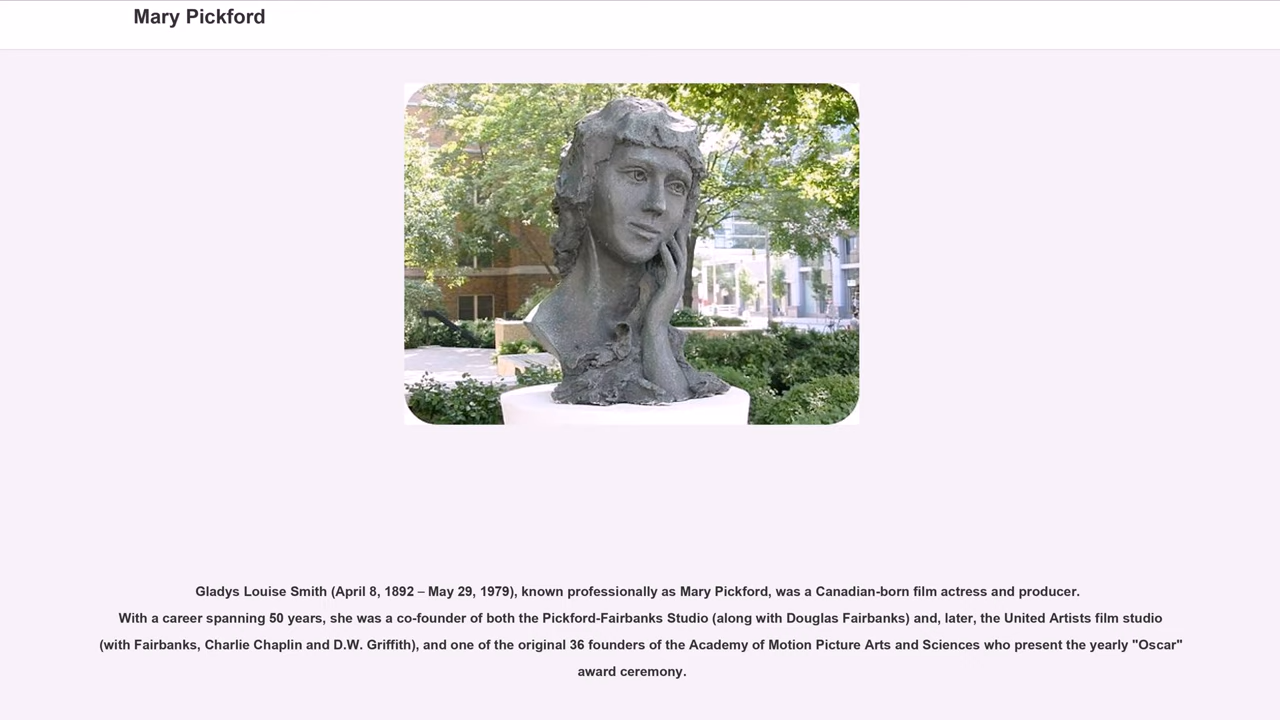 Mary Pickford
Gladys Louise Smith (April 8, 1892 – May 29, 1979), known professionally as Mary Pickford, was a Canadian-born film actress and producer.
With a career spanning 50 years, she was a co-founder of both the Pickford-Fairbanks Studio (along with Douglas Fairbanks) and, later, the United Artists film studio
(with Fairbanks, Charlie Chaplin and D.W. Griffith), and one of the original 36 founders of the Academy of Motion Picture Arts and Sciences who present the yearly "Oscar"
award ceremony.